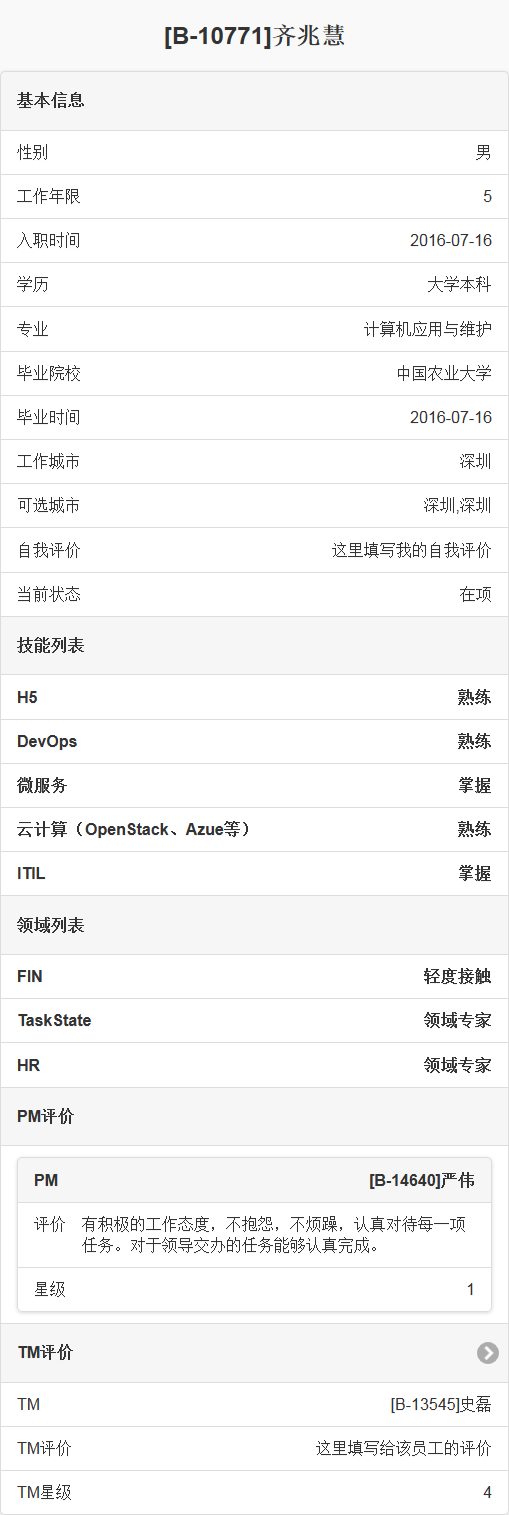 [B-10771]齐兆慧
基本信息
性别 男
工作年限 5
入职时间 2016-07-16
学历 大学本科
专业 计算机应用与维护
毕业院校 中国农业大学
毕业时间 2016-07-16
工作城市 深圳
可选城市 深圳,深圳
自我评价 这里填写我的自我评价
当前状态 在项
技能列表
H5 熟练
DevOps 熟练
微服务 掌握
云计算（OpenStack、Azue等） 熟练
ITIL 掌握
领域列表
FIN 轻度接触
TaskState 领域专家
HR 领域专家
PM评价
PM [B-14640]严伟
评价 有积极的工作态度，不抱怨，不烦躁，认真对待每一项
任务。对于领导交办的任务能够认真完成。
星级 1
TM评价
TM [B-13545]史磊
TM评价 这里填写给该员工的评价
TM星级 4